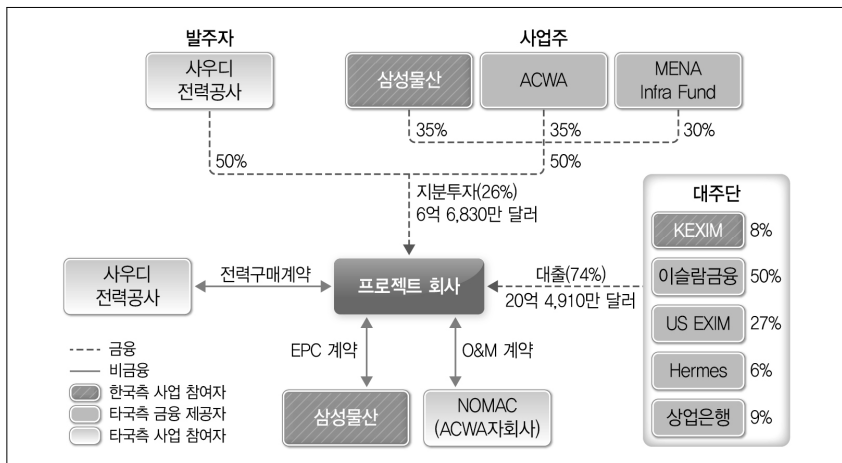 발주자
사업주
사우디
전력공사
삼성물산
ACWA
MENA
Infra Fund
35%
35%
30%
50%
50%
지분투자(26%)
6억 6,830만 달러
대주단
KEXIM 8%
이슬람금융 50%
US EXIM 27%
Hermes 6%
상업은행 9%
사우디
전력공사
전력구매계약
프로젝트 회사
대출(74%)
20억 4,910만 달러
EPC 계약
O&M 계약
삼성물산
NOMAC
(ACWA자회사)
금융
비금융
한국측 사업 참여자
타국측 금융 제공자
타국측 사업 참여자